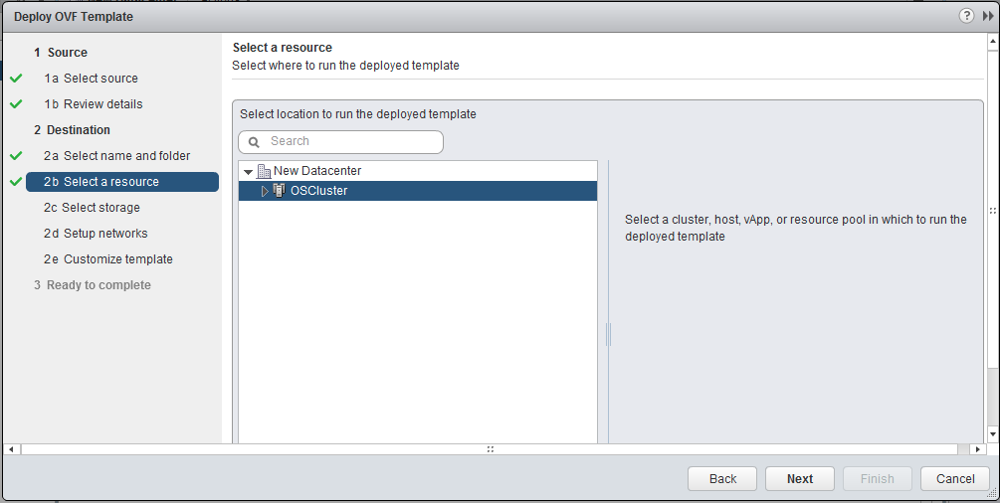 Deploy OVF Template
1 Source
1a Select source
1b Review details
2 Destination
2a Select name and folder
2b Select a resource
2c Select storage
2d Setup networks
2e Customize template
3 Ready to complete
Select a resource
Select where to run the deployed template
Select location to run the deployed template
Search
New Datacenter
OSCluster
Select a cluster, host, vApp, or resource pool in which to run the
deployed template
Back
Next
Finish
Cancel